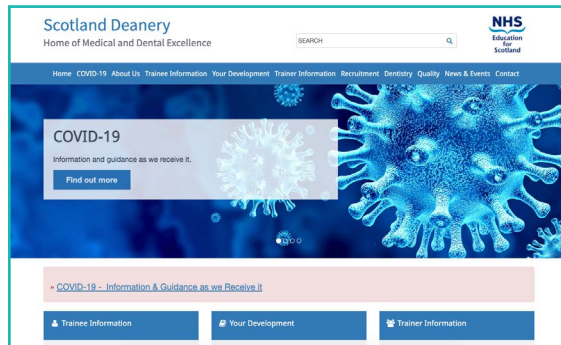 Scotland Deanery
Home of Medical and Dental Excellence
SEARCH
NHS
Education
for
Scotland
Home COVID-19 About Us Trainee Information Your Development Trainer Information Recruitment Dentistry Quality News & Events Contact
COVID-19
Information and guidance as we receive it.
Find out more
» COVID-19 - Information & Guidance as we Receive it
Trainee Information
Your Development
Trainer Information